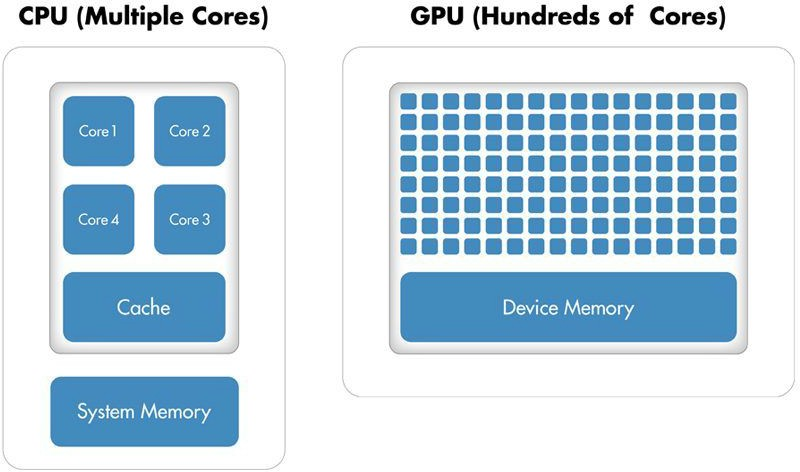 CPU (Multiple Cores)
Core 1
Core 2
Core 4
Core 3
Cache
System Memory
GPU (Hundreds of Cores)
Device Memory